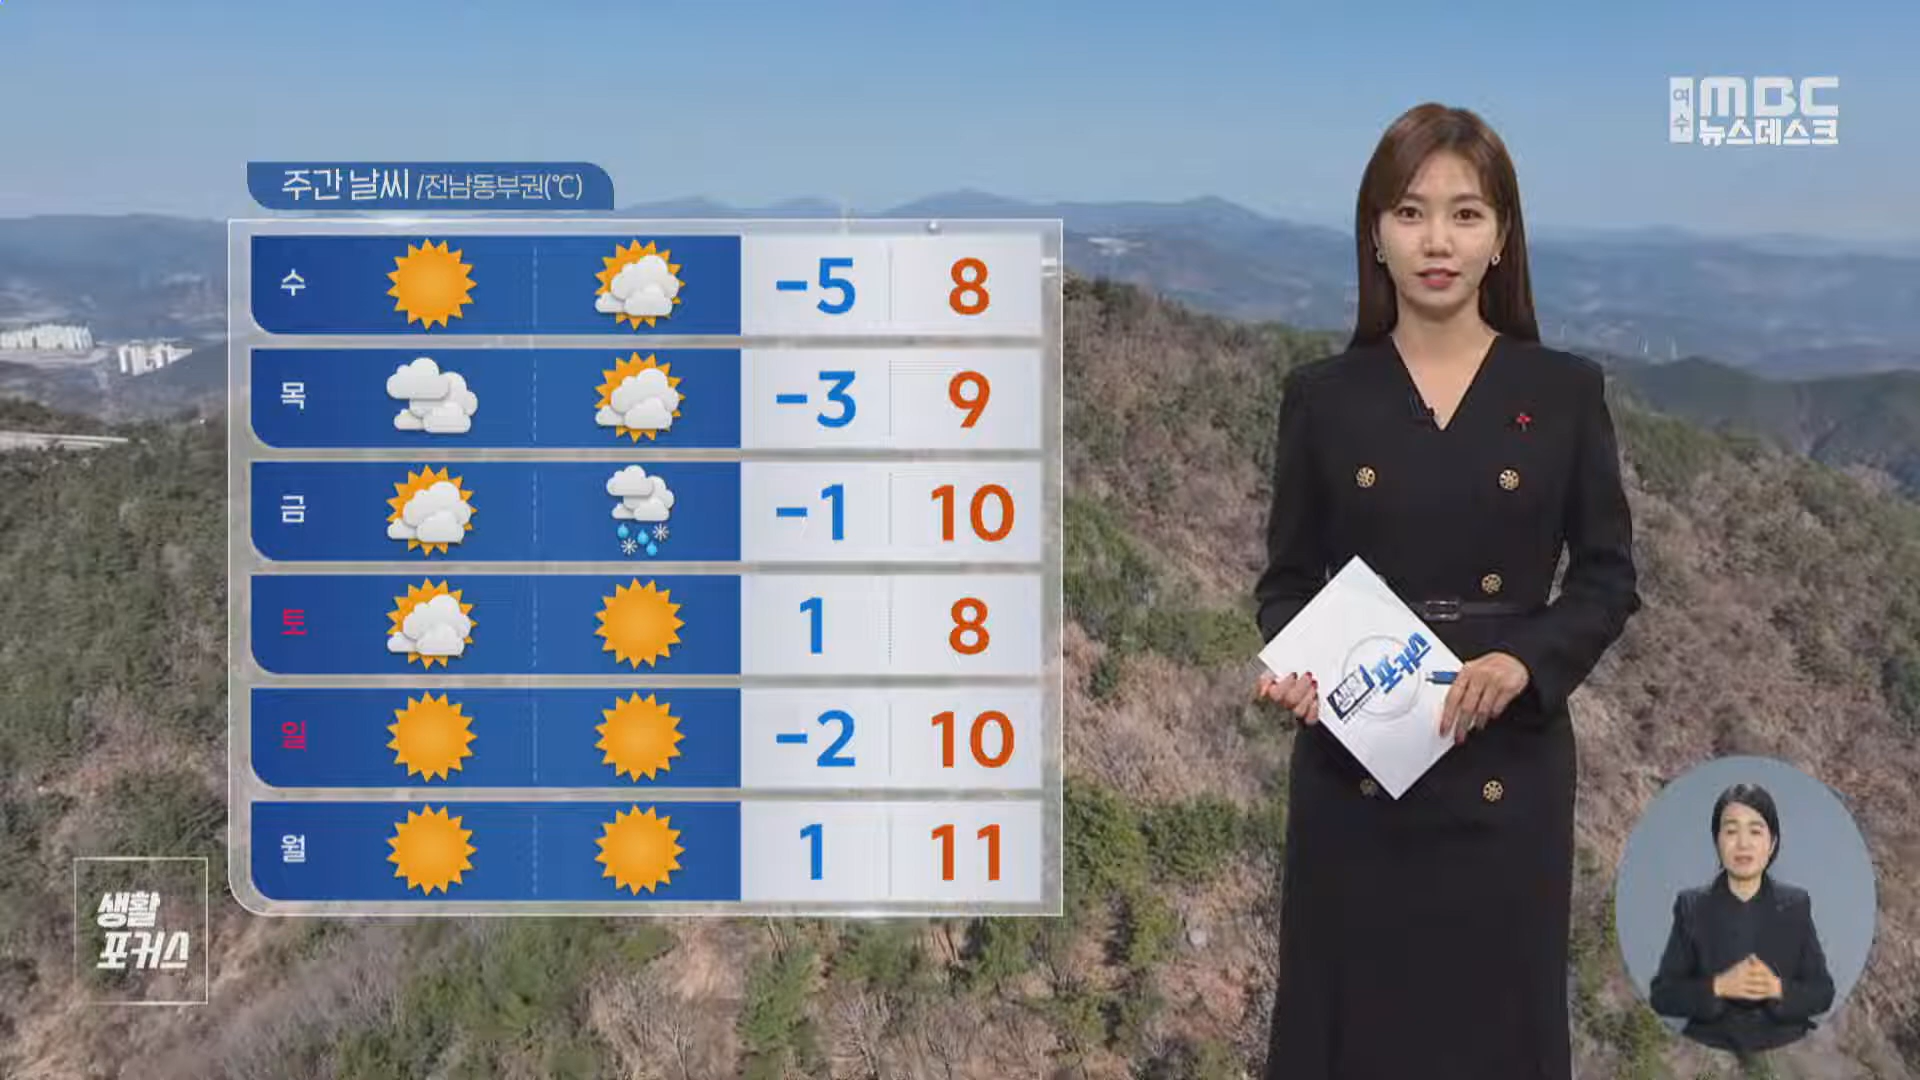 여수 MBC
뉴스데스크
주간 날씨 /전남동부권(℃)
수 -5 8
목 -3 9
금 -1 10
토 1 8
일 -2 10
월 1 11
생활
포커스
생활
포커스